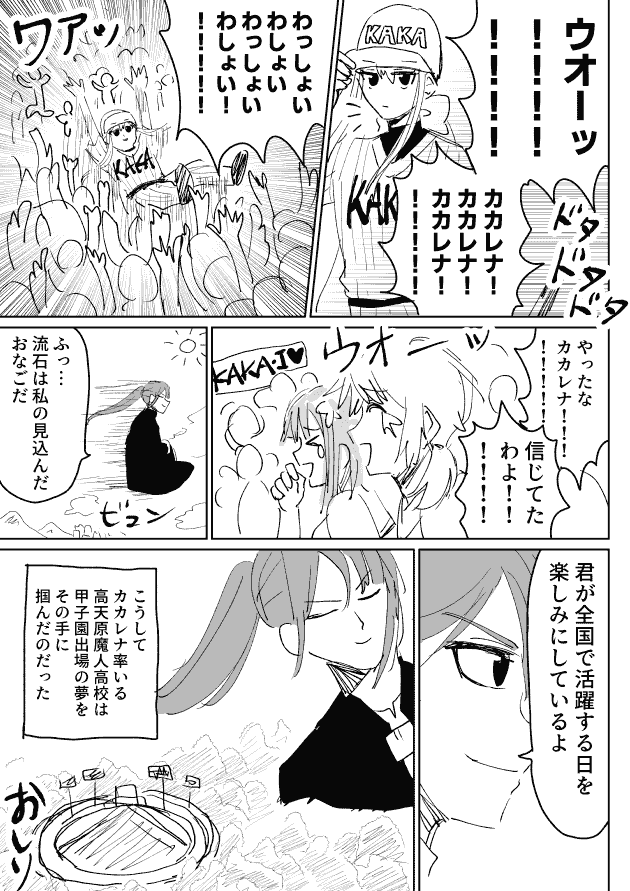 ウオーッ
！！！！！
！！！！！
KAKA
KAK
カカレナ！
カカレナ！
カカレナ！
！！！！！！
ドタドタドタ
わっしょい
わしょい
わっしょい
わしょい！
！！！！！！
ワアッ
KAKA
やったな
カカレナ！！！！
！！！！！！！！
信じてた
わよ！！
！！！！！
ウオーッ
KAKA・J♥
ふっ…
流石は私の見込んだ
おなごだ
ビュン
君が全国で活躍する日を
楽しみにしているよ
こうして
カカレナ率いる
高天原魔人高校は
甲子園出場の夢を
その手に
掴んだのだった
おしり